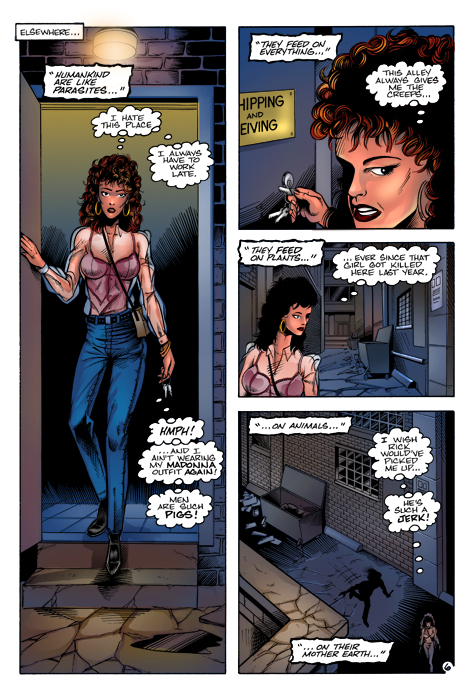 ELSEWHERE...
"HUMANKIND
ARE LIKE
PARASITES..."
I HATE
THIS PLACE.
I ALWAYS
HAVE TO
WORK
LATE.
HMPH!
...AND I
AIN'T WEARING
MY MADONNA
OUTFIT AGAIN!
MEN
ARE SUCH
PIGS!
"THEY FEED ON
EVERYTHING..."
THIS ALLEY
ALWAYS GIVES
ME THE
CREEPS...
HIPPING
AND
EIVING
"THEY FEED
ON PLANTS..."
...EVER SINCE THAT
GIRL GOT KILLED
HERE LAST YEAR.
"...ON ANIMALS..."
I WISH
RICK
WOULD'VE
PICKED
ME UP...
HE'S
SUCH A
JERK!
"...ON THEIR
MOTHER EARTH..."
6